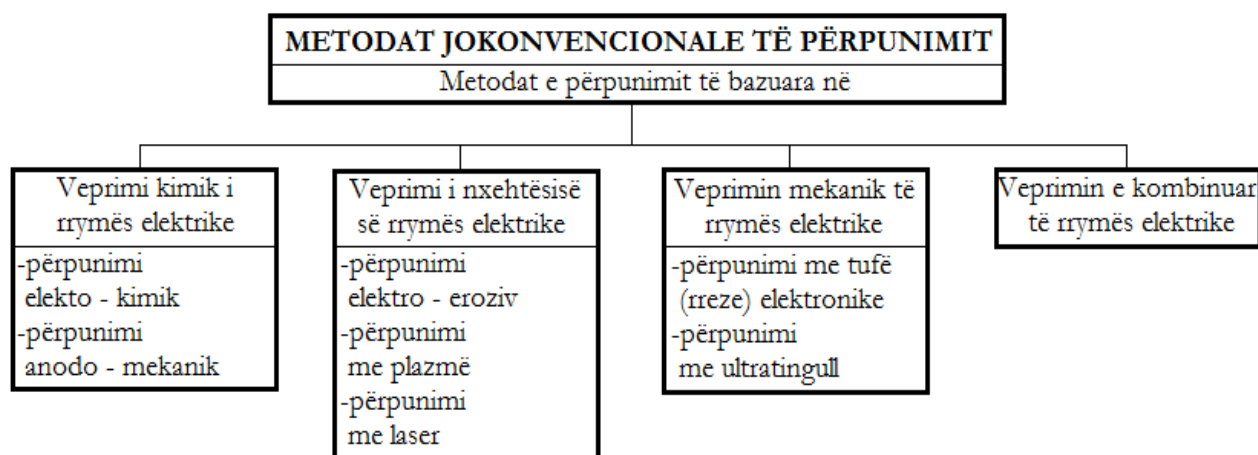 METODAT JOKONVENCIONALE TË PËRPUNIMIT
Metodat e përpunimit të bazuara në
Veprimi kimik i
rrymës elektrike
-përpunimi
elekto - kimik
-përpunimi
anodo - mekanik
Veprimi i nxehtësisë
së rrymës elektrike
-përpunimi
elektro - eroziv
-përpunimi
me plazmë
-përpunimi
me laser
Veprimin mekanik të
rrymës elektrike
-përpunimi me tufë
(rreze) elektronike
-përpunimi
me ultratingull
Veprimin e kombinuar
të rrymës elektrike